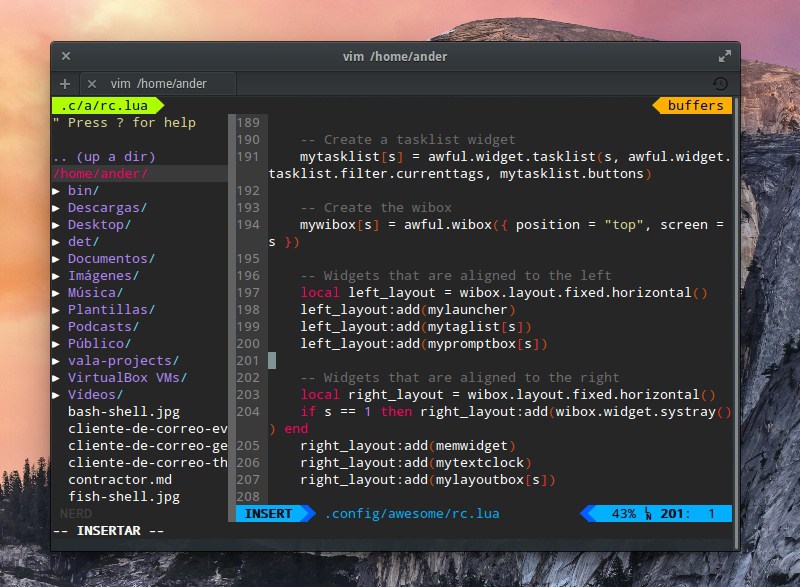 vim /home/ander
vim /home/ander
.c/a/rc.lua
buffers
" Press ? for help
.. (up a dir)
/home/ander/
▸ bin/
▸ Descargas/
▸ Desktop/
▸ det/
▸ Documentos/
▸ Imágenes/
▸ Música/
▸ Plantillas/
▸ Podcasts/
▸ Público/
▸ vala-projects/
▸ VirtualBox VMs/
▸ Vídeos/
bash-shell.jpg
cliente-de-correo-ev
cliente-de-correo-ge
cliente-de-correo-th
contractor.md
fish-shell.jpg
NERD
189
190     -- Create a tasklist widget
191     mytasklist[s] = awful.widget.tasklist(s, awful.widget.
tasklist.filter.currenttags, mytasklist.buttons)
192
193     -- Create the wibox
194     mywibox[s] = awful.wibox({ position = "top", screen =
s })
195
196     -- Widgets that are aligned to the left
197     local left_layout = wibox.layout.fixed.horizontal()
198     left_layout:add(mylauncher)
199     left_layout:add(mytaglist[s])
200     left_layout:add(mypromptbox[s])
201
202     -- Widgets that are aligned to the right
203     local right_layout = wibox.layout.fixed.horizontal()
204     if s == 1 then right_layout:add(wibox.widget.systray()
) end
205     right_layout:add(memwidget)
206     right_layout:add(mytextclock)
207     right_layout:add(mylayoutbox[s])
208
INSERT .config/awesome/rc.lua 43% LN 201: 1
-- INSERTAR --